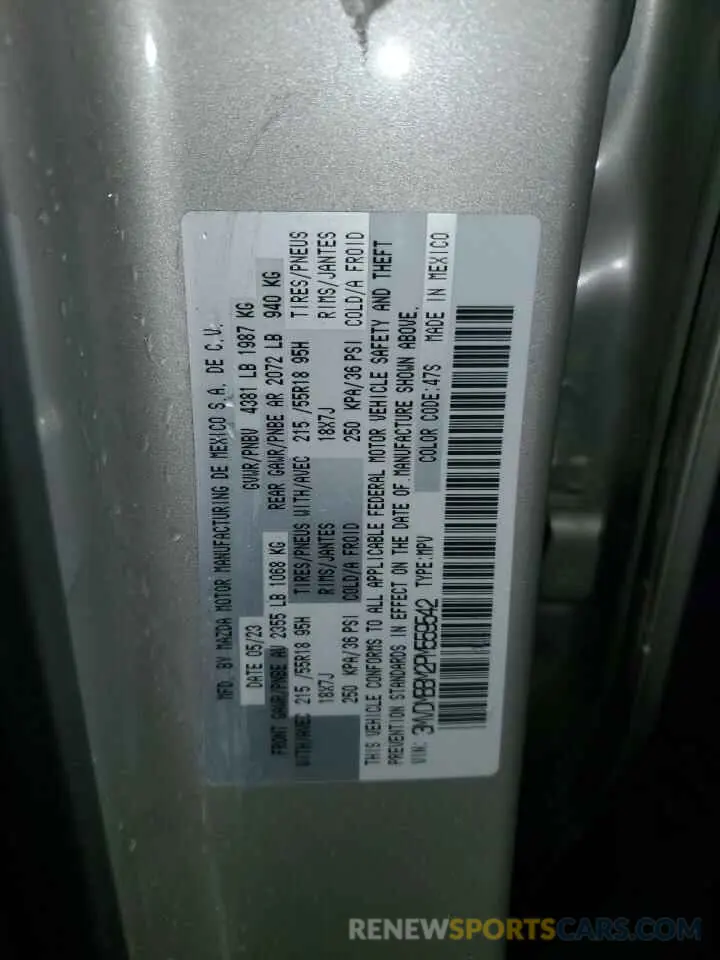 MFD. BY MAZDA MOTOR MANUFACTURING DE MEXICO S.A. DE C.V.
DATE 05/23 GVWR/PNBV 4381 LB 1987 KG
FRONT GAWR/PNBE AV 2355 LB 1068 KG REAR GAWR/PNBE AR 2072 LB 940 KG
WITH/AVEC 215 /55R18 95H TIRES/PNEUS WITH/AVEC 215 /55R18 95H TIRES/PNEUS
18X7J RIMS/JANTES 18X7J RIMS/JANTES
250 KPA/36 PSI COLD/A FROID 250 KPA/36 PSI COLD/A FROID
THIS VEHICLE CONFORMS TO ALL APPLICABLE FEDERAL MOTOR VEHICLE SAFETY AND THEFT
PREVENTION STANDARDS IN EFFECT ON THE DATE OF MANUFACTURE SHOWN ABOVE.
VIN: 3MVDMBBM2PM559542 TYPE:MPV COLOR CODE:47S MADE IN MEXICO
RENEWSPORTSCARS.COM